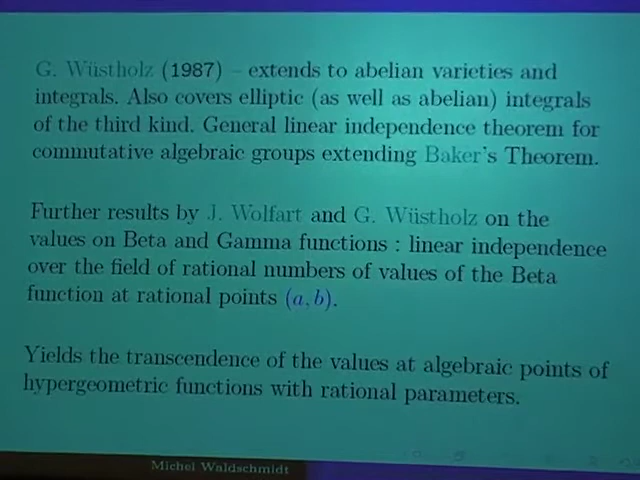 G. Wüstholz (1987) – extends to abelian varieties and
integrals. Also covers elliptic (as well as abelian) integrals
of the third kind. General linear independence theorem for
commutative algebraic groups extending Baker's Theorem.
Further results by J. Wolfart and G. Wüstholz on the
values on Beta and Gamma functions : linear independence
over the field of rational numbers of values of the Beta
function at rational points (a, b).
Yields the transcendence of the values at algebraic points of
hypergeometric functions with rational parameters.
Michel Waldschmidt